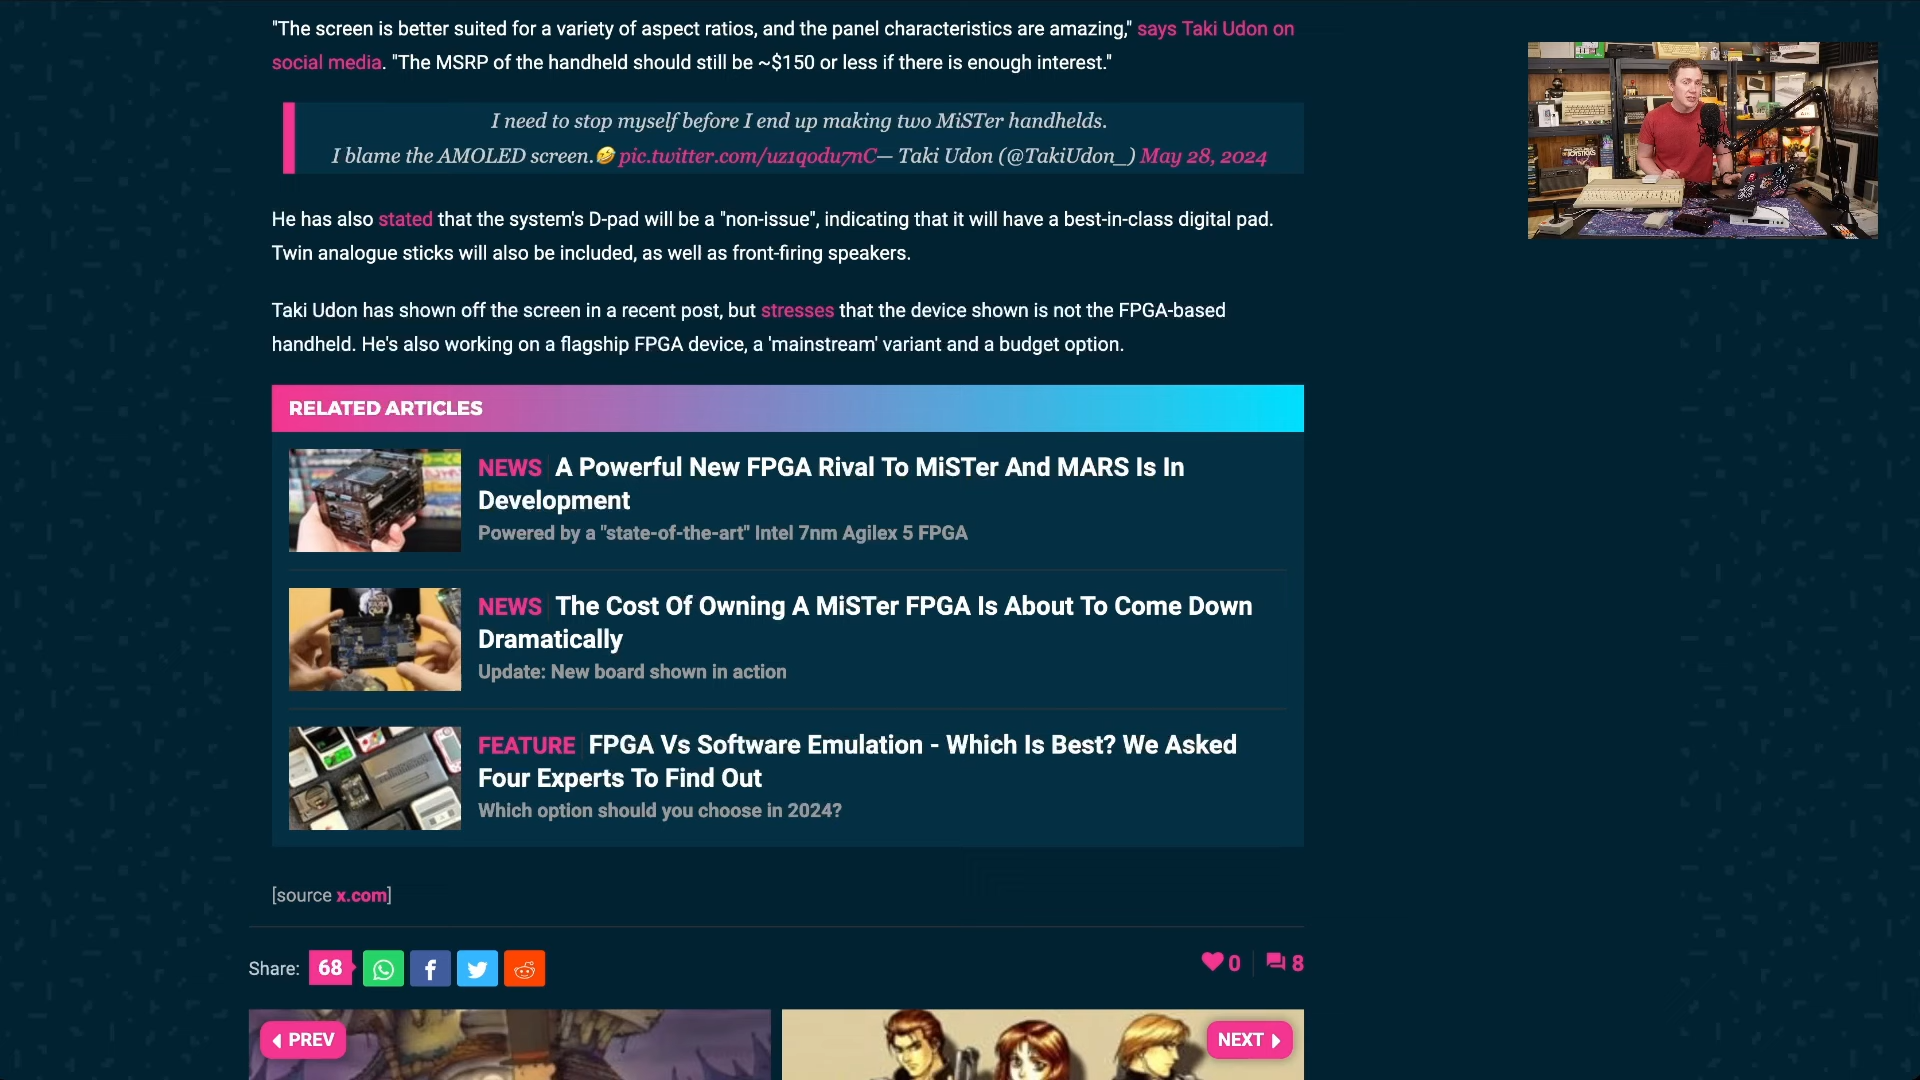 "The screen is better suited for a variety of aspect ratios, and the panel characteristics are amazing," says Taki Udon on
social media. "The MSRP of the handheld should still be ~$150 or less if there is enough interest."
I need to stop myself before I end up making two MiSTer handhelds.
I blame the AMOLED screen.🤣 pic.twitter.com/uz1qodu7nC— Taki Udon (@TakiUdon_) May 28, 2024
He has also stated that the system's D-pad will be a "non-issue", indicating that it will have a best-in-class digital pad.
Twin analogue sticks will also be included, as well as front-firing speakers.
Taki Udon has shown off the screen in a recent post, but stresses that the device shown is not the FPGA-based
handheld. He's also working on a flagship FPGA device, a 'mainstream' variant and a budget option.
RELATED ARTICLES
NEWS A Powerful New FPGA Rival To MiSTer And MARS Is In
Development
Powered by a "state-of-the-art" Intel 7nm Agilex 5 FPGA
NEWS The Cost Of Owning A MiSTer FPGA Is About To Come Down
Dramatically
Update: New board shown in action
FEATURE FPGA Vs Software Emulation - Which Is Best? We Asked
Four Experts To Find Out
Which option should you choose in 2024?
[source x.com]
Share: 68
0 8
PREV
NEXT